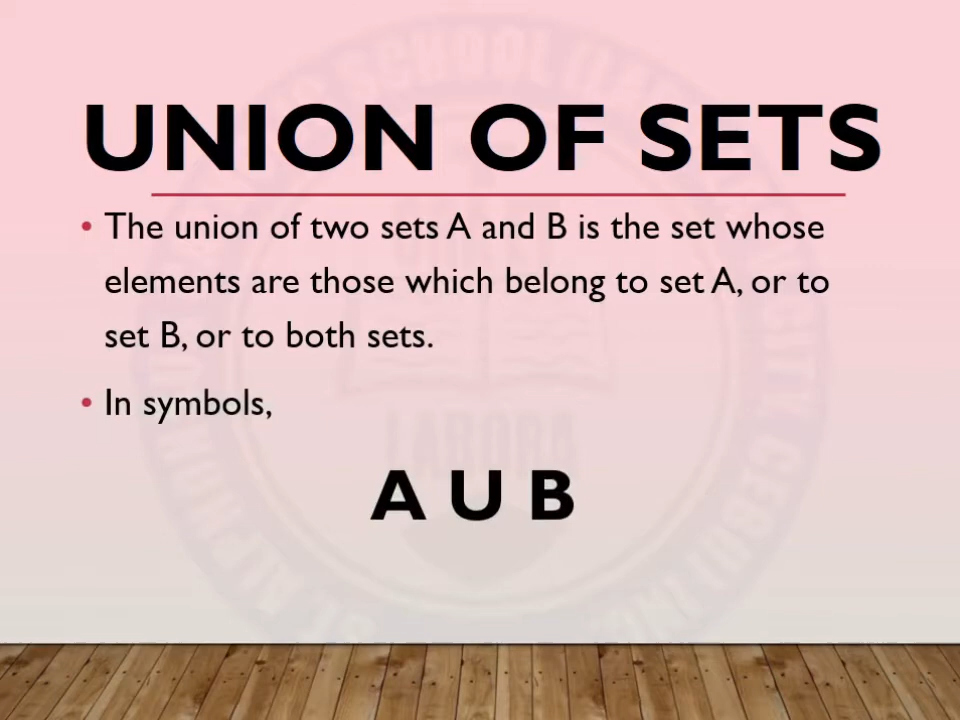 UNION OF SETS
• The union of two sets A and B is the set whose
elements are those which belong to set A, or to
set B, or to both sets.
• In symbols,
A U B
LABORA